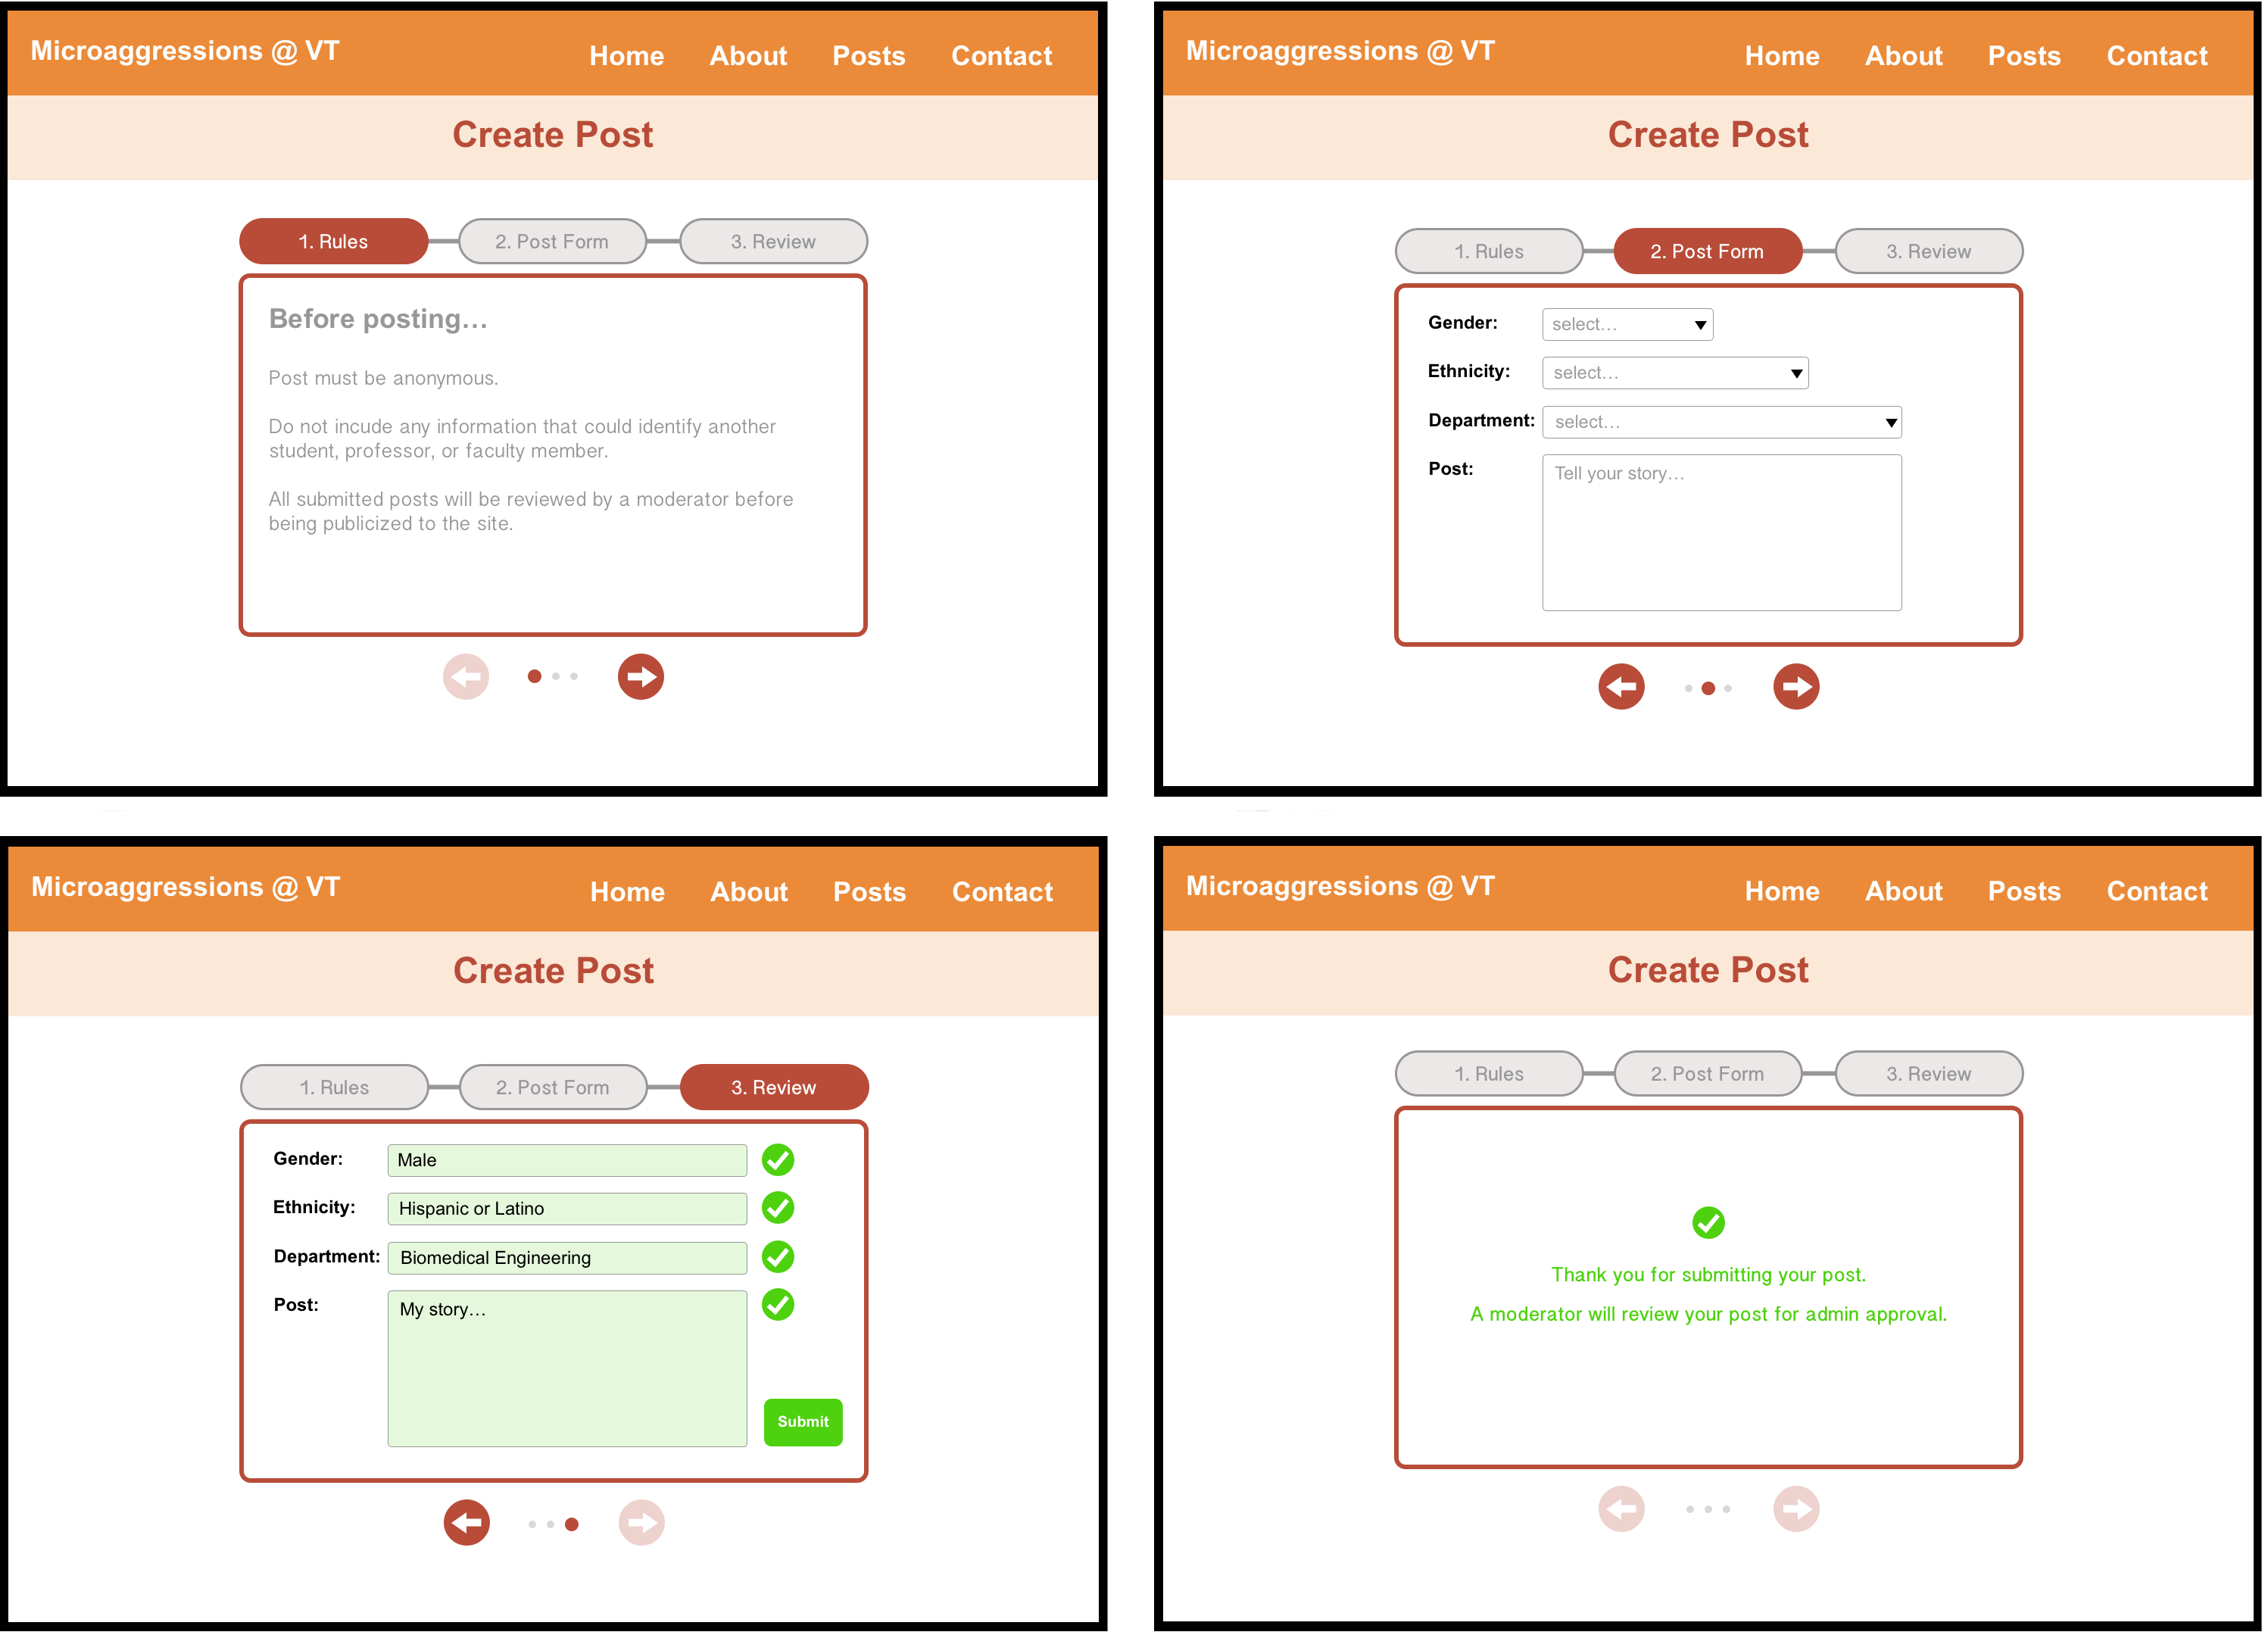 Microaggressions @ VT
Home About Posts Contact
Create Post
1. Rules
2. Post Form
3. Review
Before posting...
Post must be anonymous.
Do not incude any information that could identify another
student, professor, or faculty member.
All submitted posts will be reviewed by a moderator before
being publicized to the site.
Microaggressions @ VT
Home About Posts Contact
Create Post
1. Rules
2. Post Form
3. Review
Gender: select...
Ethnicity: select...
Department: select...
Post: Tell your story...
Microaggressions @ VT
Home About Posts Contact
Create Post
1. Rules
2. Post Form
3. Review
Gender: Male
Ethnicity: Hispanic or Latino
Department: Biomedical Engineering
Post: My story...
Submit
Microaggressions @ VT
Home About Posts Contact
Create Post
1. Rules
2. Post Form
3. Review
Thank you for submitting your post.
A moderator will review your post for admin approval.